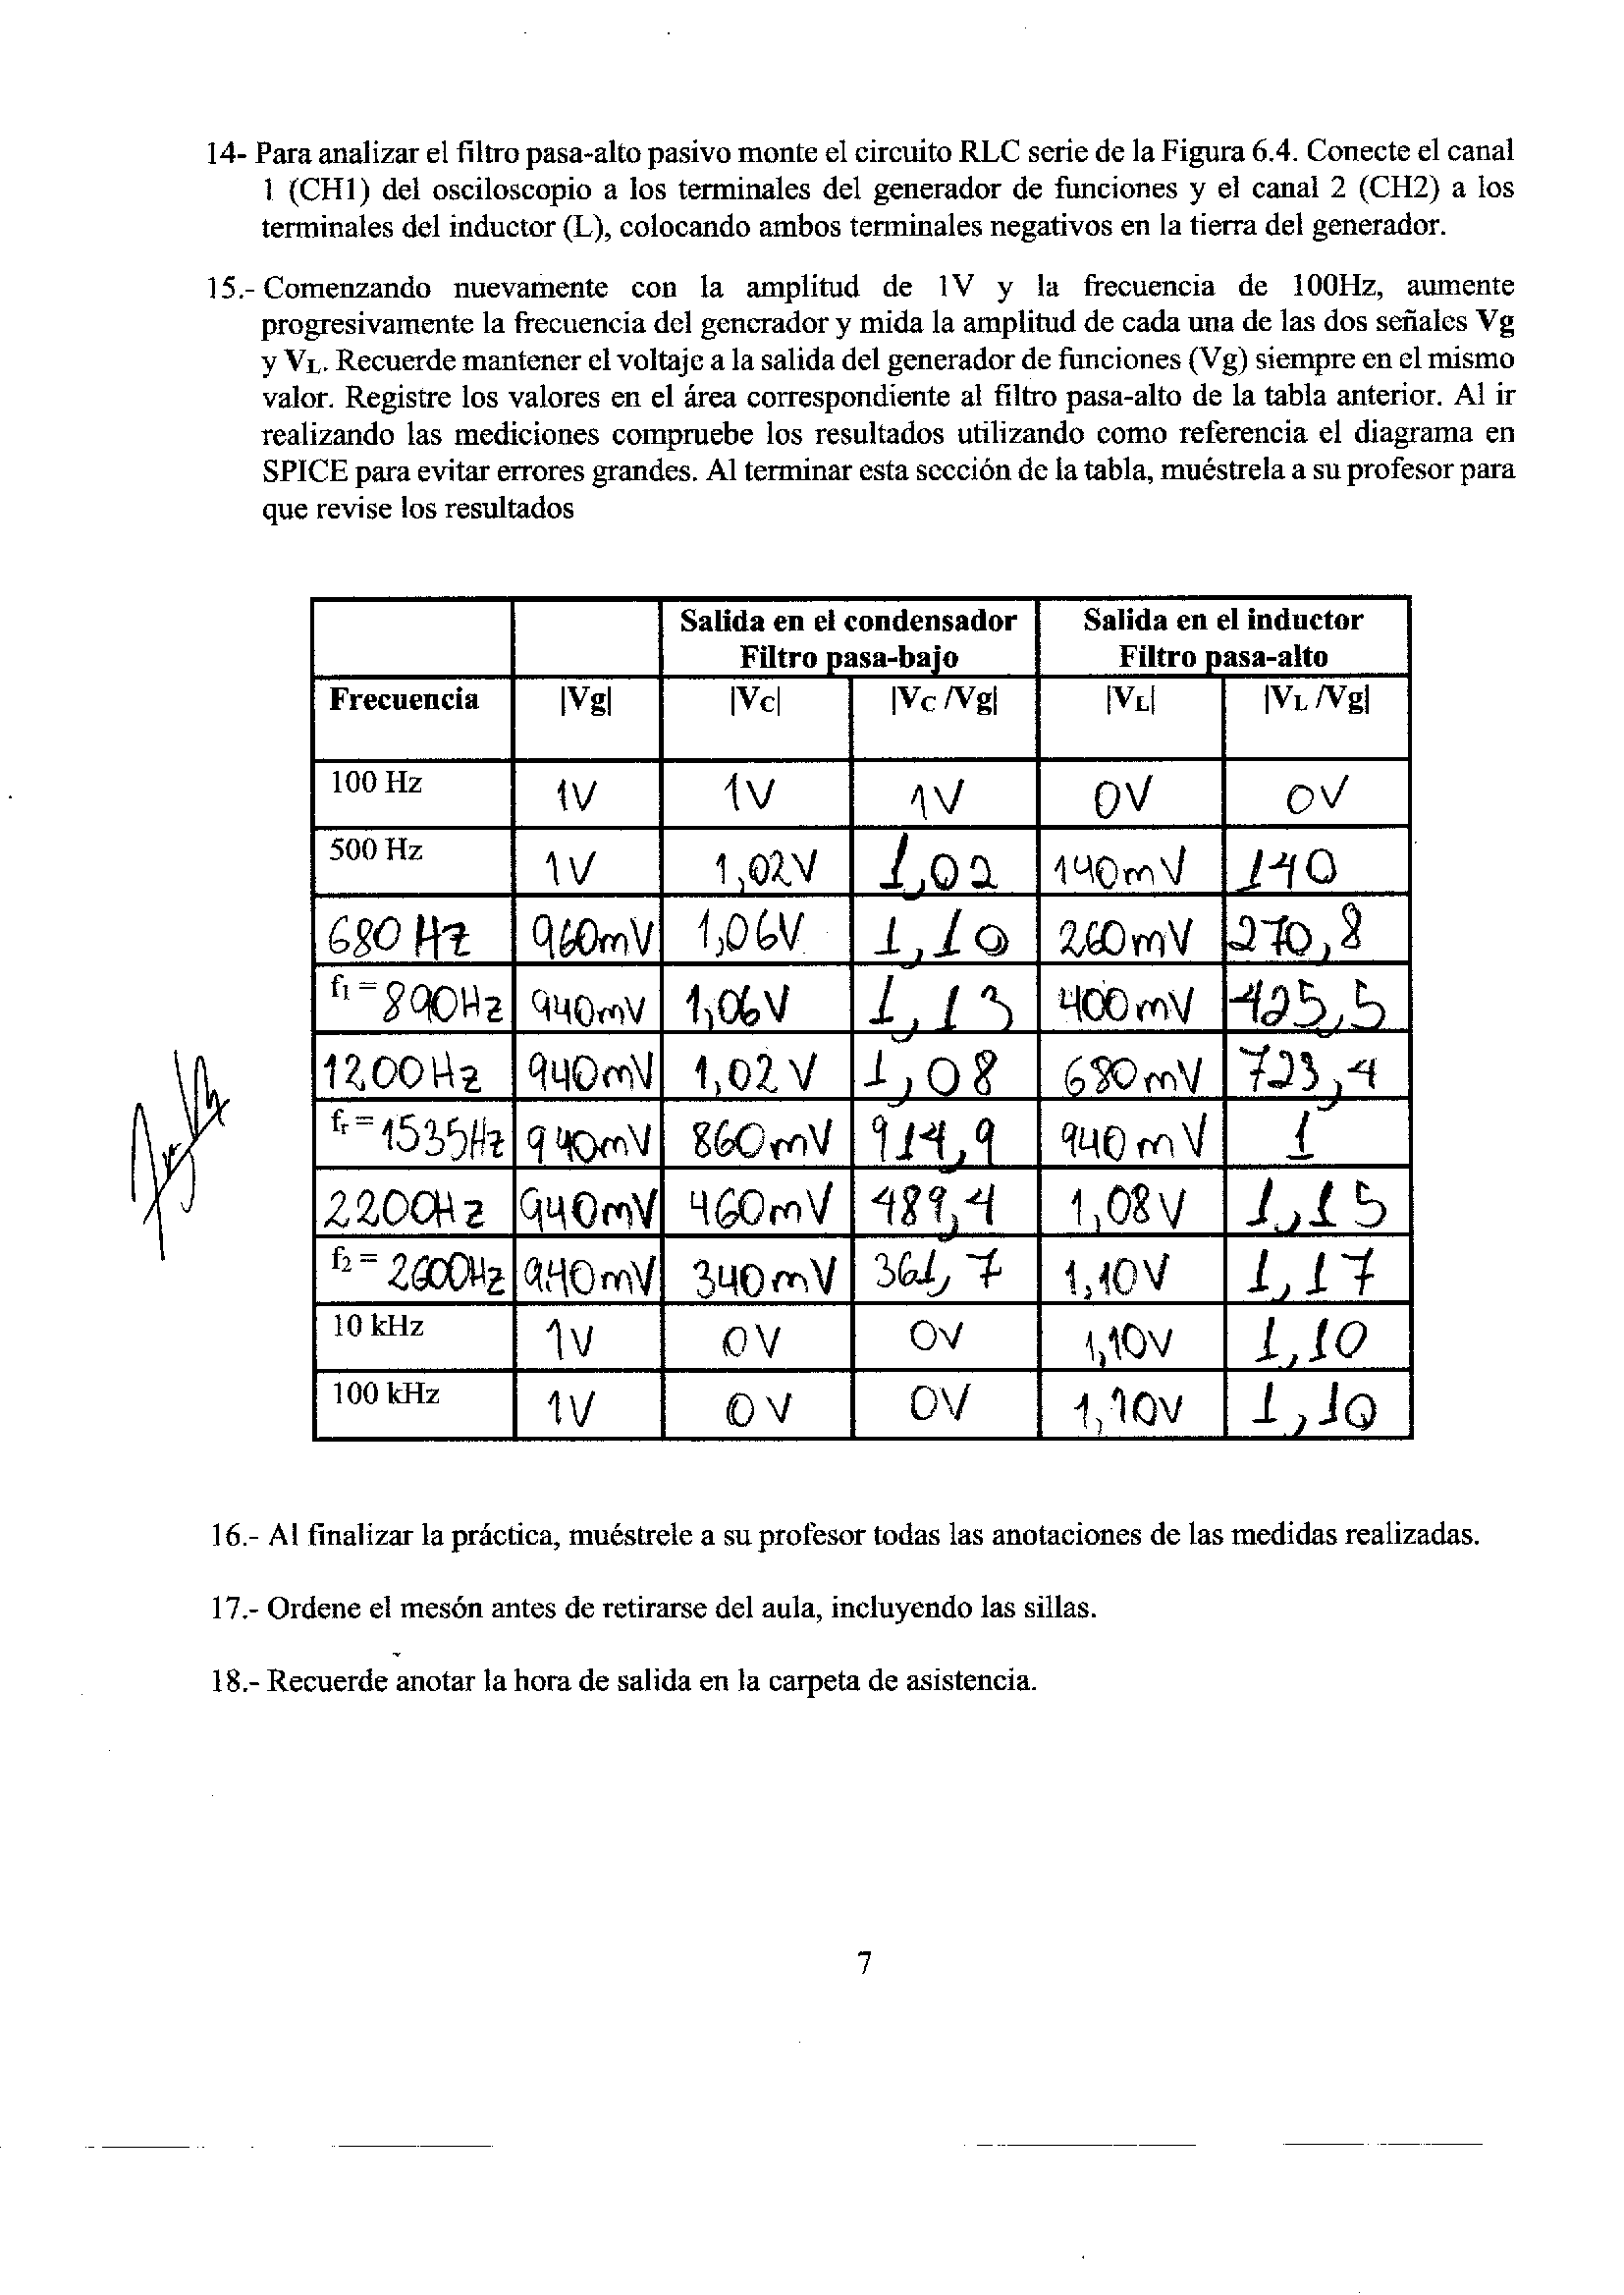 14- Para analizar el filtro pasa-alto pasivo monte el circuito RLC serie de la Figura 6.4. Conecte el canal
1 (CH1) del osciloscopio a los terminales del generador de funciones y el canal 2 (CH2) a los
terminales del inductor (L), colocando ambos terminales negativos en la tierra del generador.
15.- Comenzando nuevamente con la amplitud de 1V y la frecuencia de 100Hz, aumente
progresivamente la frecuencia del generador y mida la amplitud de cada una de las dos señales Vg
y VL. Recuerde mantener el voltaje a la salida del generador de funciones (Vg) siempre en el mismo
valor. Registre los valores en el área correspondiente al filtro pasa-alto de la tabla anterior. Al ir
realizando las mediciones compruebe los resultados utilizando como referencia el diagrama en
SPICE para evitar errores grandes. Al terminar esta sección de la tabla, muéstrela a su profesor para
que revise los resultados
Salida en el condensador Salida en el inductor
Filtro pasa-bajo Filtro pasa-alto
Frecuencia |Vg| |Vc| |Vc /Vg| |VL| |VL /Vg|
100 Hz 1V 1V 1V 0V 0V
500 Hz 1V 1,02V 1,02 140mV 140
680 Hz 960mV 1,06V 1,10 260mV 270,8
f1 = 890Hz 940mV 1,06V 1,13 400mV 425,5
1200Hz 940mV 1,02V 1,08 680mV 723,4
fr = 1535Hz 940mV 860mV 914,9 940mV 1
2200Hz 940mV 460mV 489,4 1,08V 1,15
f2 = 2600Hz 940mV 340mV 361,7 1,10V 1,17
10 kHz 1V 0V 0V 1,10V 1,10
100 kHz 1V 0V 0V 1,10V 1,10
16.- Al finalizar la práctica, muéstrele a su profesor todas las anotaciones de las medidas realizadas.
17.- Ordene el mesón antes de retirarse del aula, incluyendo las sillas.
18.- Recuerde anotar la hora de salida en la carpeta de asistencia.
7